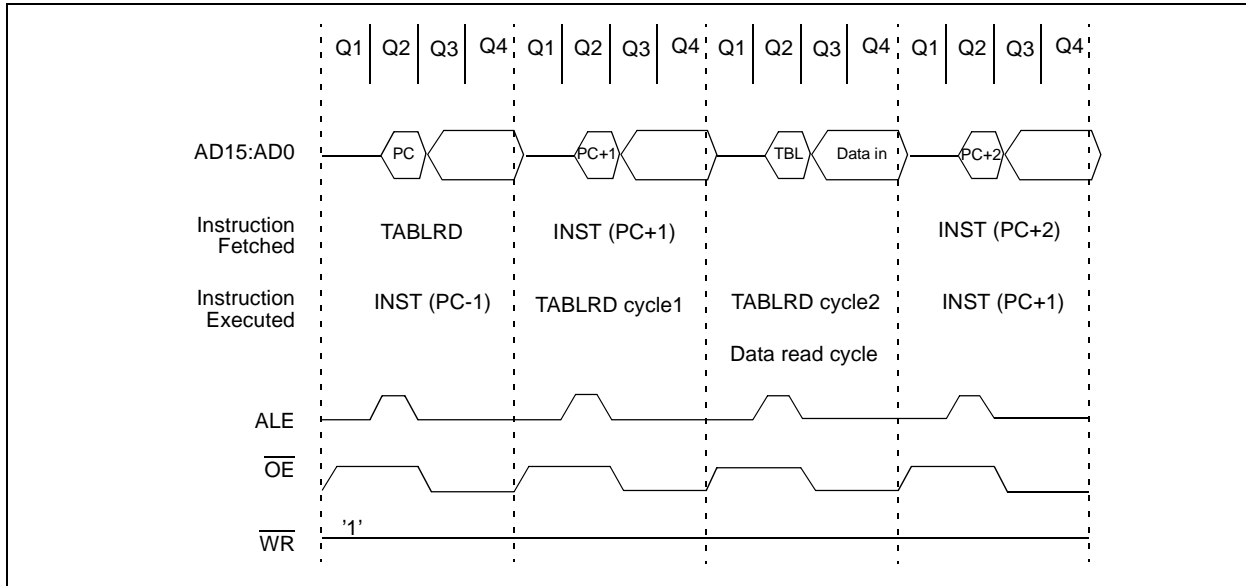 Q1 Q2 Q3 Q4 Q1 Q2 Q3 Q4 Q1 Q2 Q3 Q4 Q1 Q2 Q3 Q4
AD15:AD0 PC PC+1 TBL Data in PC+2
Instruction
Fetched
TABLRD INST (PC+1) INST (PC+2)
Instruction
Executed
INST (PC-1) TABLRD cycle1 TABLRD cycle2 INST (PC+1)
Data read cycle
ALE
OE
'1'
WR